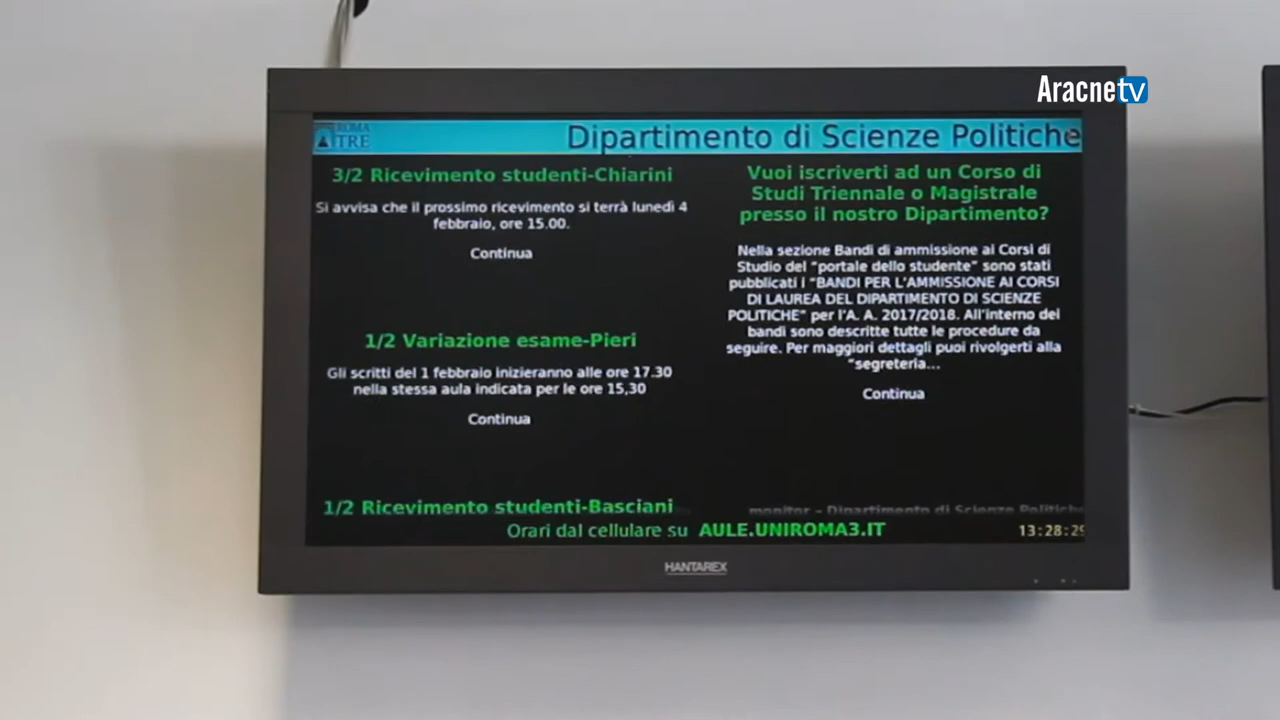 Aracnetv
ROMA
TRE
Dipartimento di Scienze Politiche
3/2 Ricevimento studenti-Chiarini
Si avvisa che il prossimo ricevimento si terrà lunedì 4
febbraio, ore 15.00.
Continua
1/2 Variazione esame-Pieri
Gli scritti del 1 febbraio inizieranno alle ore 17.30
nella stessa aula indicata per le ore 15,30
Continua
1/2 Ricevimento studenti-Basciani
Vuoi iscriverti ad un Corso di
Studi Triennale o Magistrale
presso il nostro Dipartimento?
Nella sezione Bandi di ammissione ai Corsi di
Studio del "portale dello studente" sono stati
pubblicati i "BANDI PER L'AMMISSIONE AI CORSI
DI LAUREA DEL DIPARTIMENTO DI SCIENZE
POLITICHE" per l'A. A. 2017/2018. All'interno dei
bandi sono descritte tutte le procedure da
seguire. Per maggiori dettagli puoi rivolgerti alla
"segreteria...
Continua
monitor – Dipartimento di Scienze Politiche
Orari dal cellulare su AULE.UNIROMA3.IT
13:28:29
HANTAREX